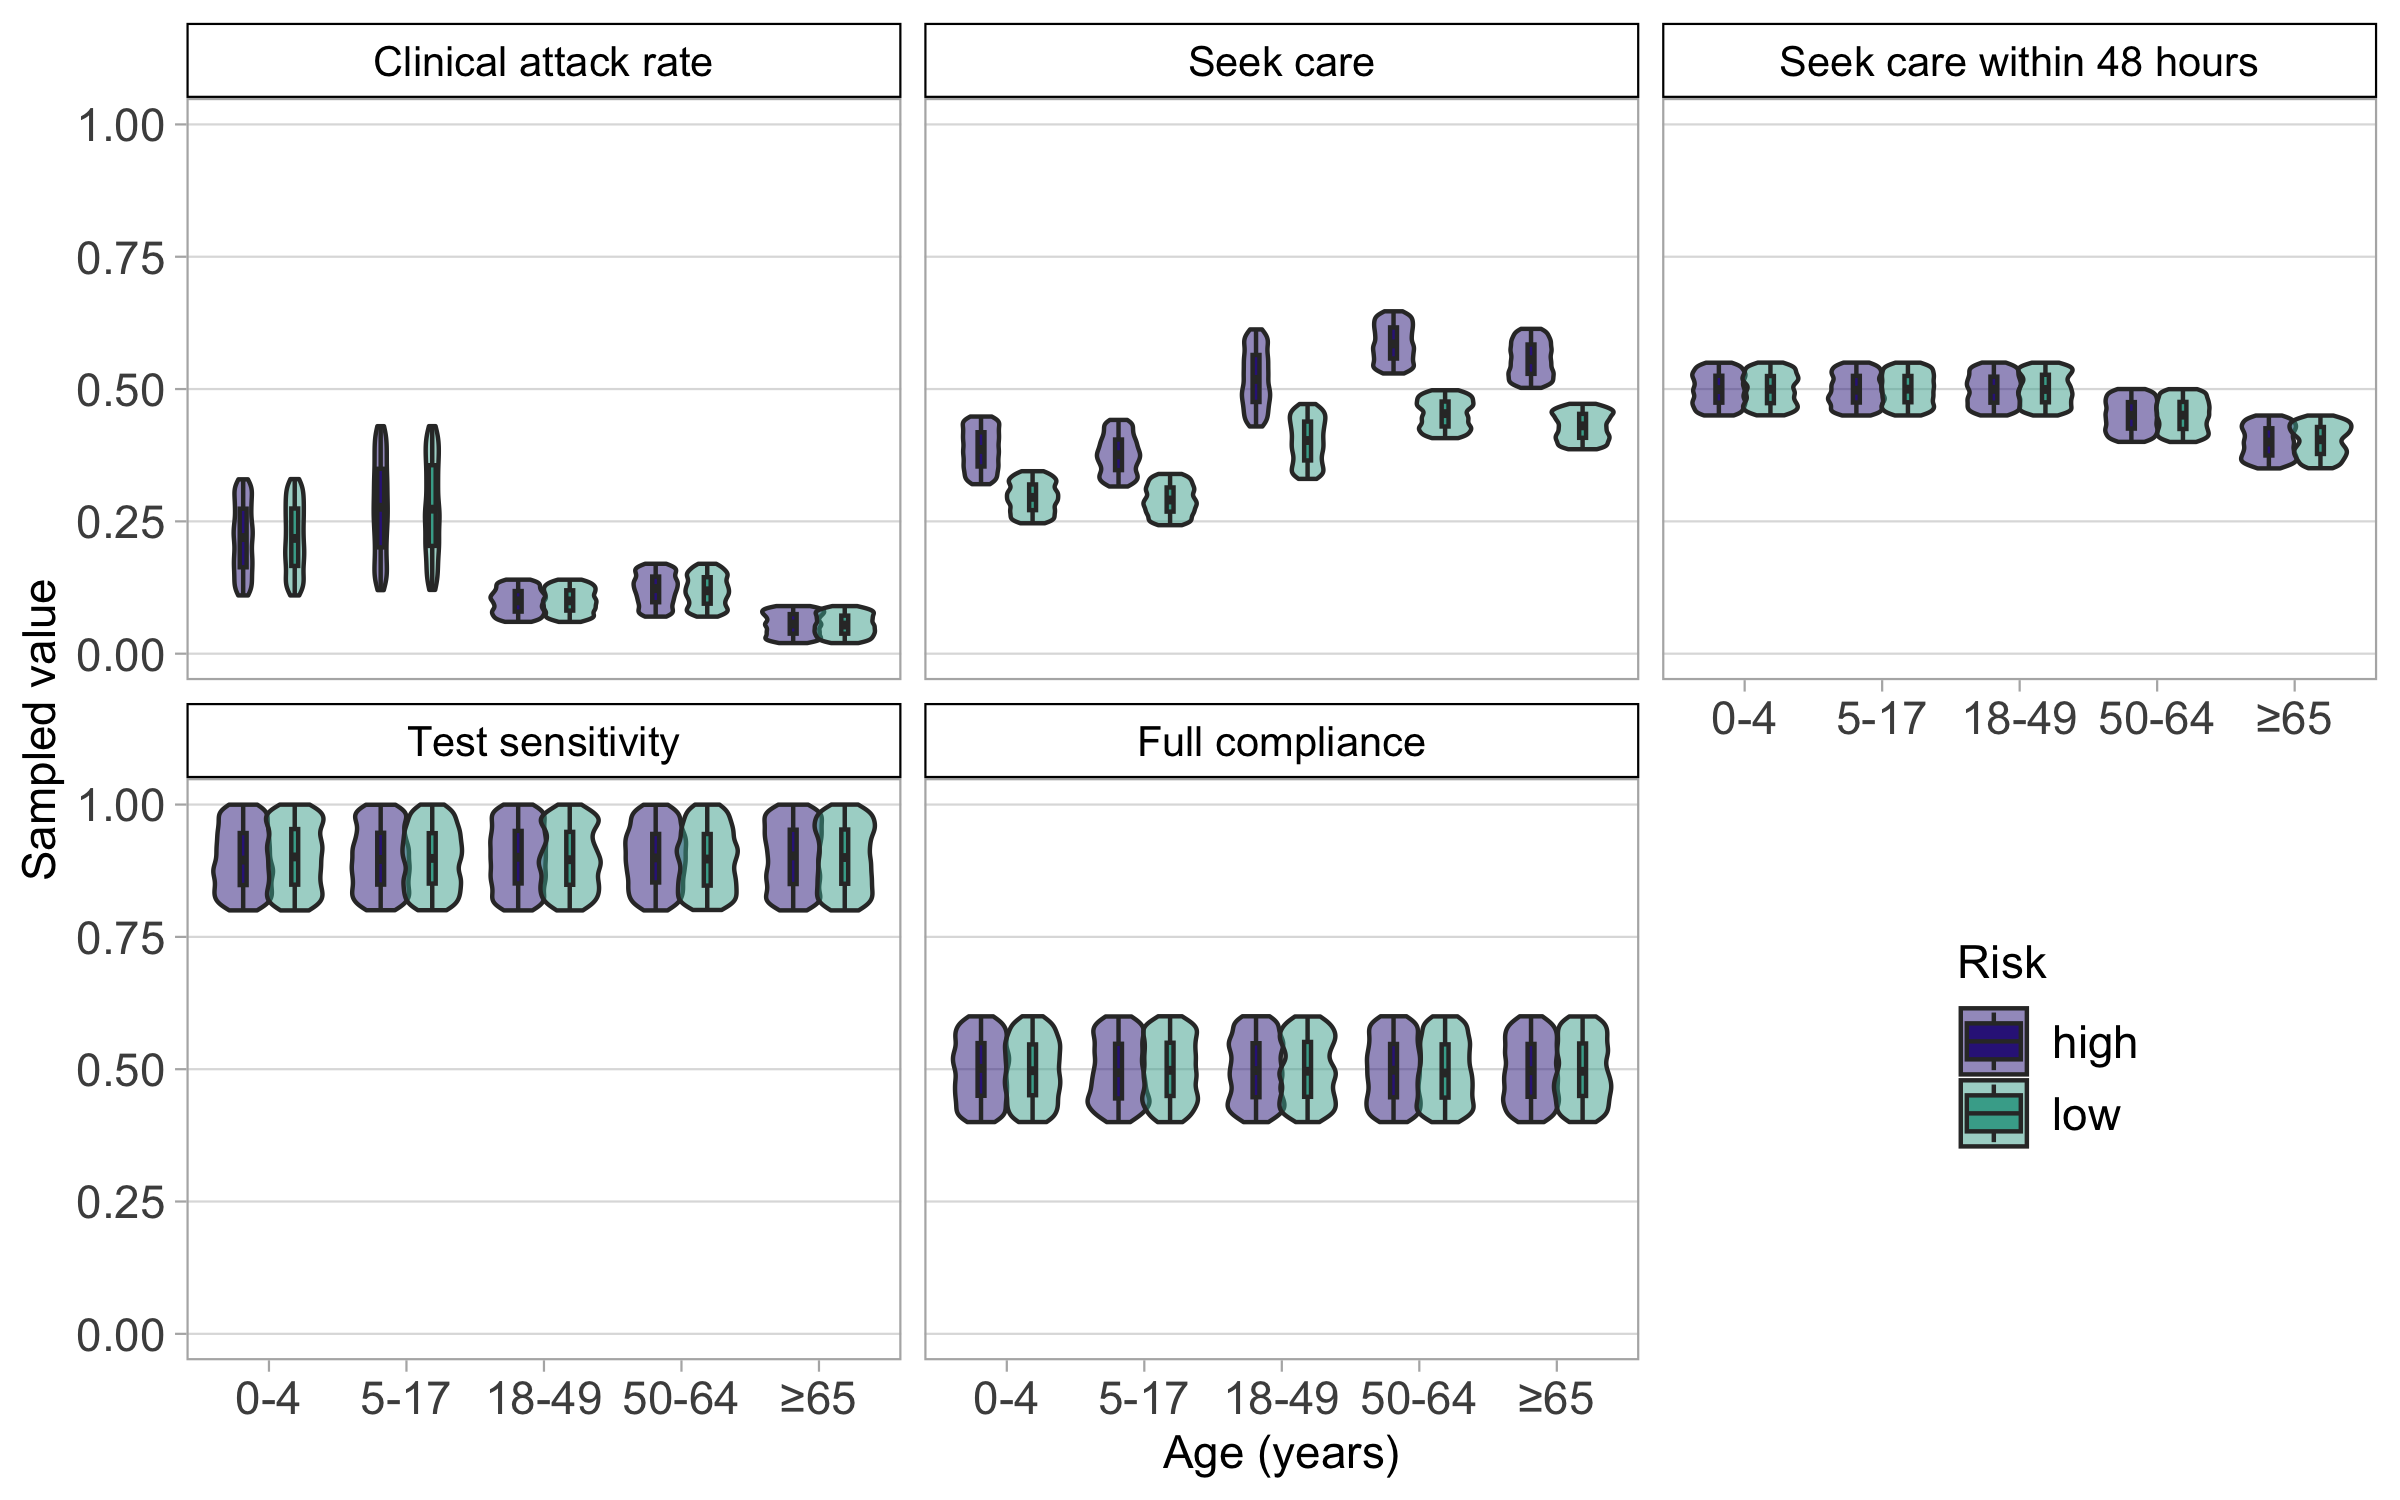 Clinical attack rate
Seek care
Seek care within 48 hours
1.00
0.75
0.50
0.25
0.00
0-4 5-17 18-49 50-64 ≥65
Sampled value
Test sensitivity
Full compliance
1.00
0.75
0.50
0.25
0.00
Risk
high
low
0-4 5-17 18-49 50-64 ≥65
0-4 5-17 18-49 50-64 ≥65
Age (years)